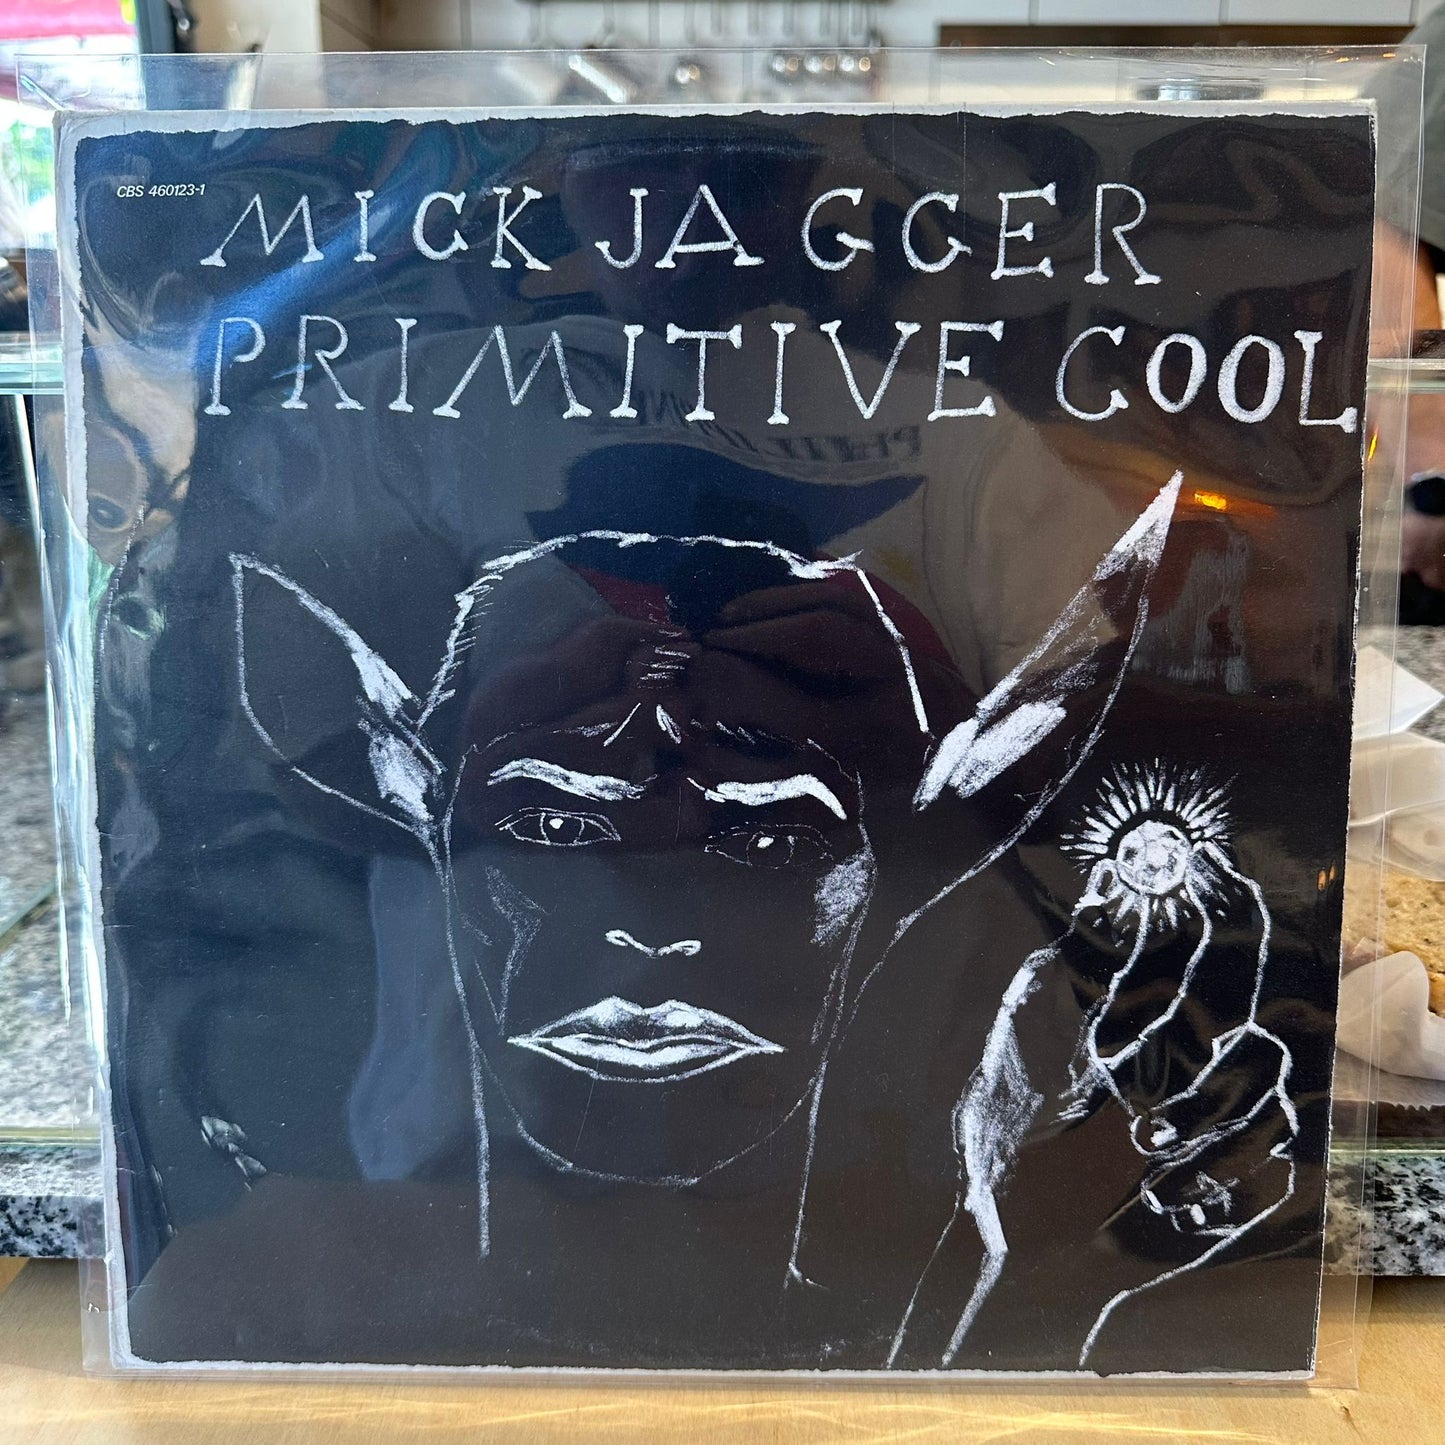 CBS 460123-1
MICK JAGGER
PRIMITIVE COOL